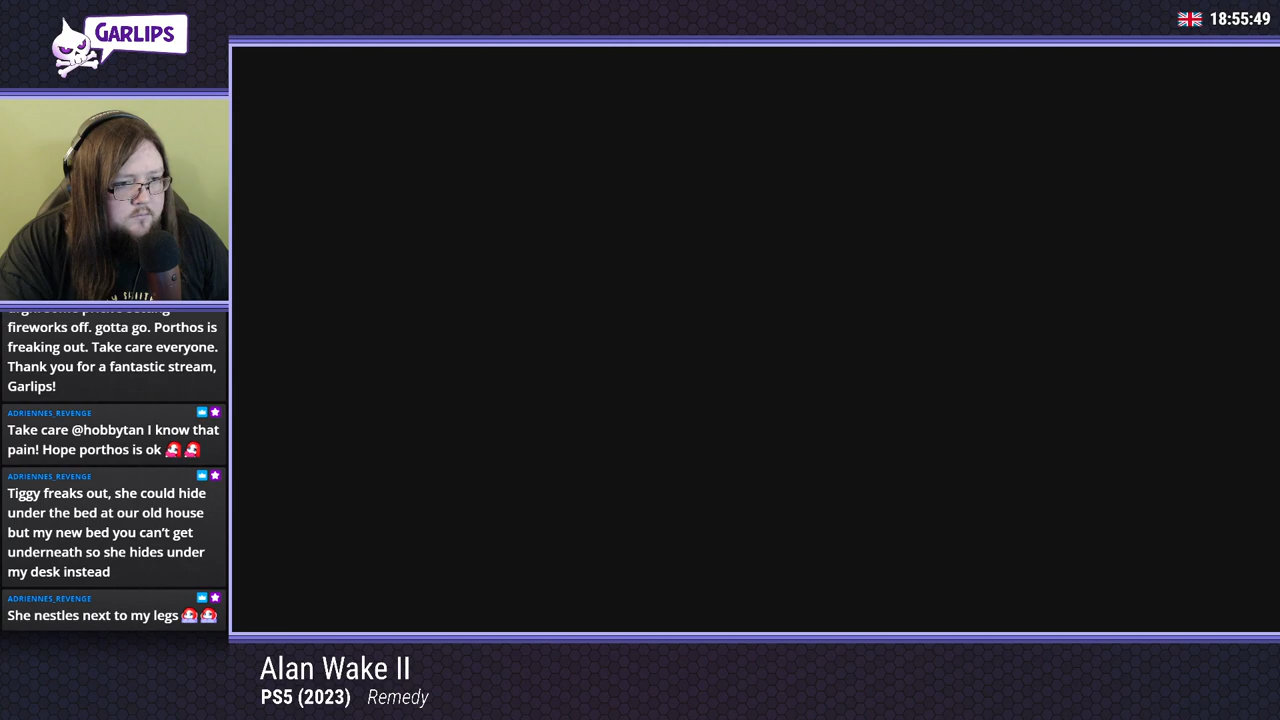 GARLIPS
18:55:49
fireworks off. gotta go. Porthos is
freaking out. Take care everyone.
Thank you for a fantastic stream,
Garlips!
ADRIENNES_REVENGE
Take care @hobbytan I know that
pain! Hope porthos is ok
ADRIENNES_REVENGE
Tiggy freaks out, she could hide
under the bed at our old house
but my new bed you can't get
underneath so she hides under
my desk instead
ADRIENNES_REVENGE
She nestles next to my legs
Alan Wake II
PS5 (2023) Remedy